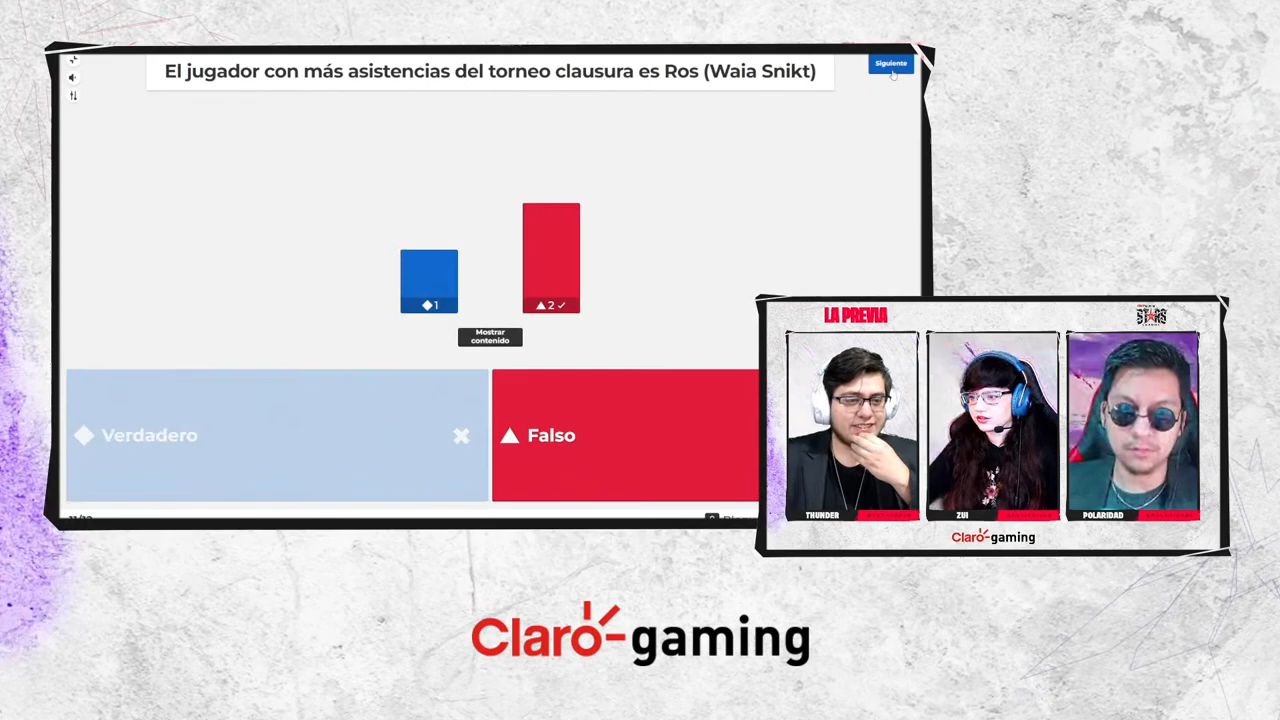 El jugador con más asistencias del torneo clausura es Ros (Waia Snikt)
Siguiente
1
2
Mostrar
contenido
Verdadero
Falso
LA PREVIA
STARS
THUNDER
ZUI
POLARIDAD
Claro-gaming
Claro-gaming